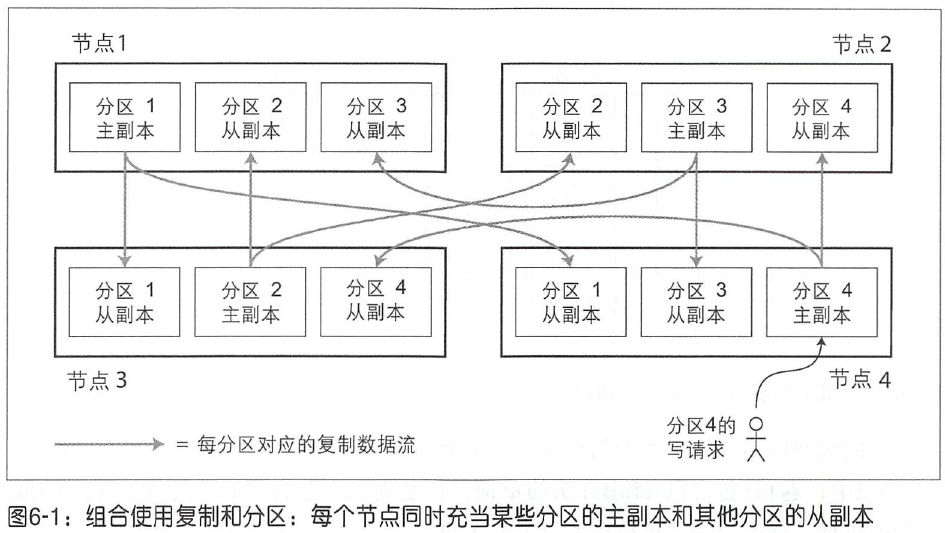 节点1
节点2
分区 1
主副本
分区 2
从副本
分区 3
从副本
分区 2
从副本
分区 3
主副本
分区 4
从副本
分区 1
从副本
分区 2
主副本
分区 4
从副本
分区 1
从副本
分区 3
从副本
分区 4
主副本
节点3
节点4
分区4的
写请求
= 每分区对应的复制数据流
图6-1：组合使用复制和分区：每个节点同时充当某些分区的主副本和其他分区的从副本